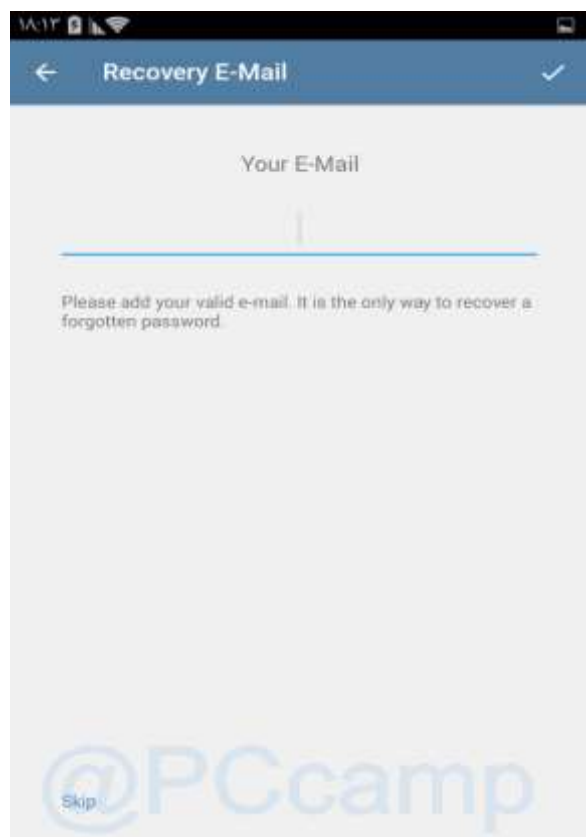 ۱۸:۱۳
Recovery E-Mail
Your E-Mail
Please add your valid e-mail. It is the only way to recover a
forgotten password.
Skip
@PCcamp